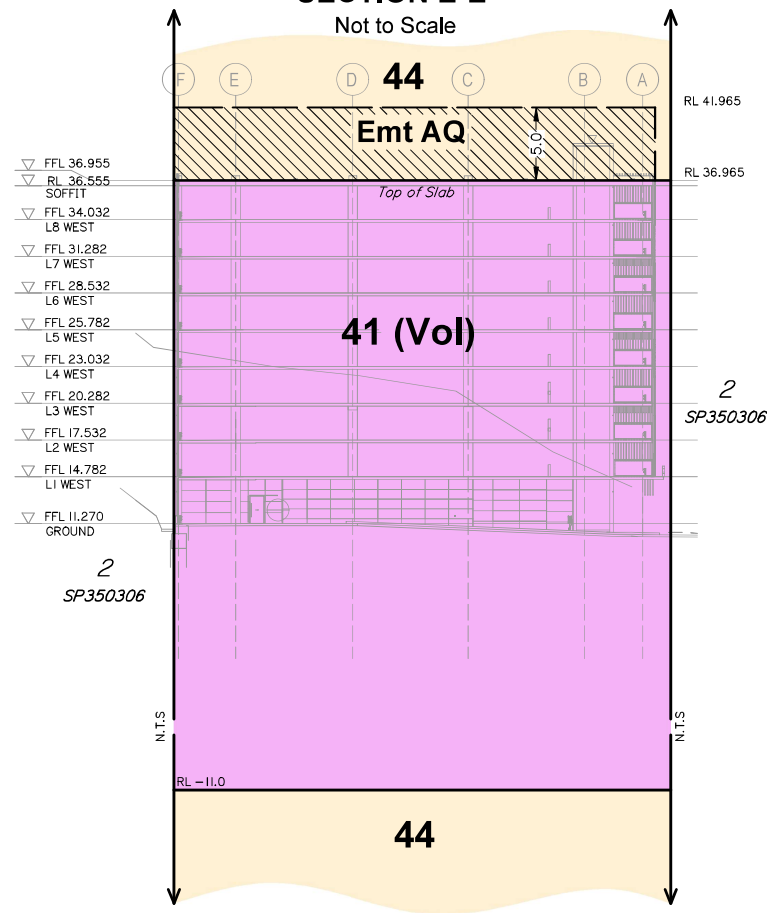 Not to Scale
44
F E D C B A
RL 41.965
Emt AQ
5.0
FFL 36.955
RL 36.965
RL 36.555
SOFFIT
Top of Slab
FFL 34.032
L8 WEST
FFL 31.282
L7 WEST
FFL 28.532
L6 WEST
FFL 25.782
L5 WEST
41 (Vol)
FFL 23.032
L4 WEST
FFL 20.282
L3 WEST
2
SP350306
FFL 17.532
L2 WEST
FFL 14.782
L1 WEST
FFL 11.270
GROUND
2
SP350306
N.T.S
N.T.S
RL -11.0
44